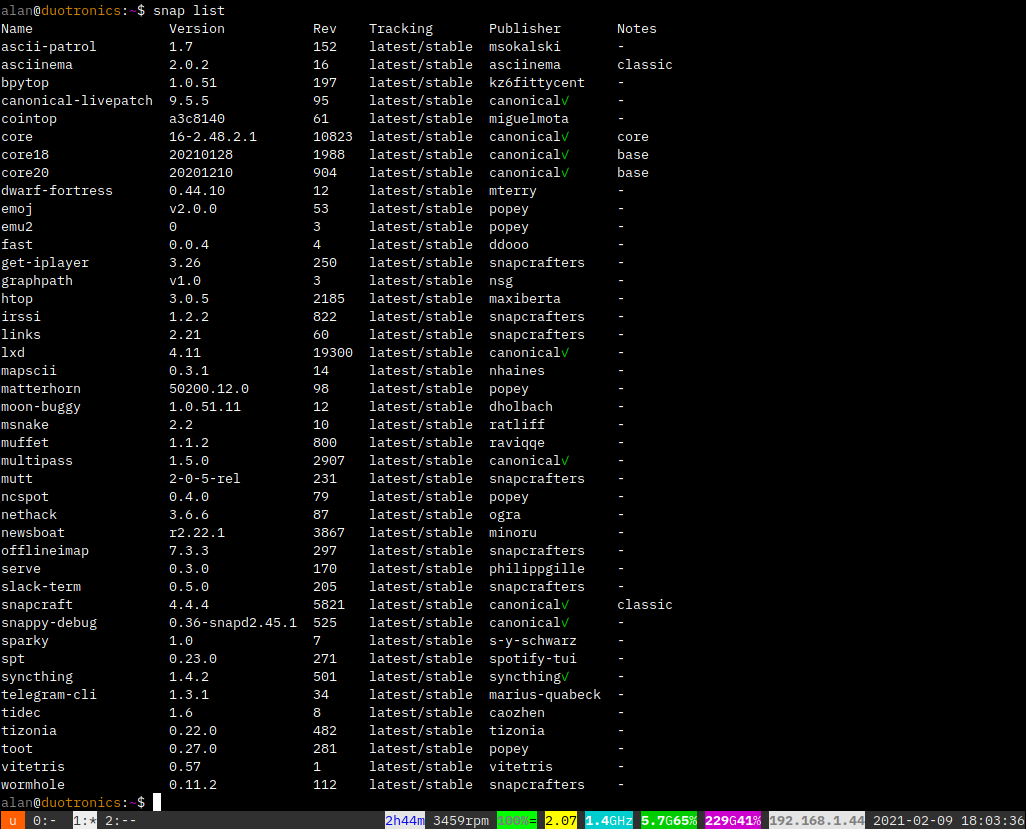 alan@duotronics:~$ snap list
Name Version Rev Tracking Publisher Notes
ascii-patrol 1.7 152 latest/stable msokalski -
asciinema 2.0.2 16 latest/stable asciinema classic
bpytop 1.0.51 197 latest/stable kz6fittycent -
canonical-livepatch 9.5.5 95 latest/stable canonical√ -
cointop a3c8140 61 latest/stable miguelmota -
core 16-2.48.2.1 10823 latest/stable canonical√ core
core18 20210128 1988 latest/stable canonical√ base
core20 20201210 904 latest/stable canonical√ base
dwarf-fortress 0.44.10 12 latest/stable mterry -
emoj v2.0.0 53 latest/stable popey -
emu2 0 3 latest/stable popey -
fast 0.0.4 4 latest/stable ddooo -
get-iplayer 3.26 250 latest/stable snapcrafters -
graphpath v1.0 3 latest/stable nsg -
htop 3.0.5 2185 latest/stable maxiberta -
irssi 1.2.2 822 latest/stable snapcrafters -
links 2.21 60 latest/stable snapcrafters -
lxd 4.11 19300 latest/stable canonical√ -
mapscii 0.3.1 14 latest/stable nhaines -
matterhorn 50200.12.0 98 latest/stable popey -
moon-buggy 1.0.51.11 12 latest/stable dholbach -
msnake 2.2 10 latest/stable ratliff -
muffet 1.1.2 800 latest/stable raviqqe -
multipass 1.5.0 2907 latest/stable canonical√ -
mutt 2-0-5-rel 231 latest/stable snapcrafters -
ncspot 0.4.0 79 latest/stable popey -
nethack 3.6.6 87 latest/stable ogra -
newsboat r2.22.1 3867 latest/stable minoru -
offlineimap 7.3.3 297 latest/stable snapcrafters -
serve 0.3.0 170 latest/stable philippgille -
slack-term 0.5.0 205 latest/stable snapcrafters -
snapcraft 4.4.4 5821 latest/stable canonical√ classic
snappy-debug 0.36-snapd2.45.1 525 latest/stable canonical√ -
sparky 1.0 7 latest/stable s-y-schwarz -
spt 0.23.0 271 latest/stable spotify-tui -
syncthing 1.4.2 501 latest/stable syncthing√ -
telegram-cli 1.3.1 34 latest/stable marius-quabeck -
tidec 1.6 8 latest/stable caozhen -
tizonia 0.22.0 482 latest/stable tizonia -
toot 0.27.0 281 latest/stable popey -
vitetris 0.57 1 latest/stable vitetris -
wormhole 0.11.2 112 latest/stable snapcrafters -
alan@duotronics:~$
u 0:- 1:* 2:-- 2h44m 3459rpm 100%= 2.07 1.4GHz 5.7G65% 229G41% 192.168.1.44 2021-02-09 18:03:36